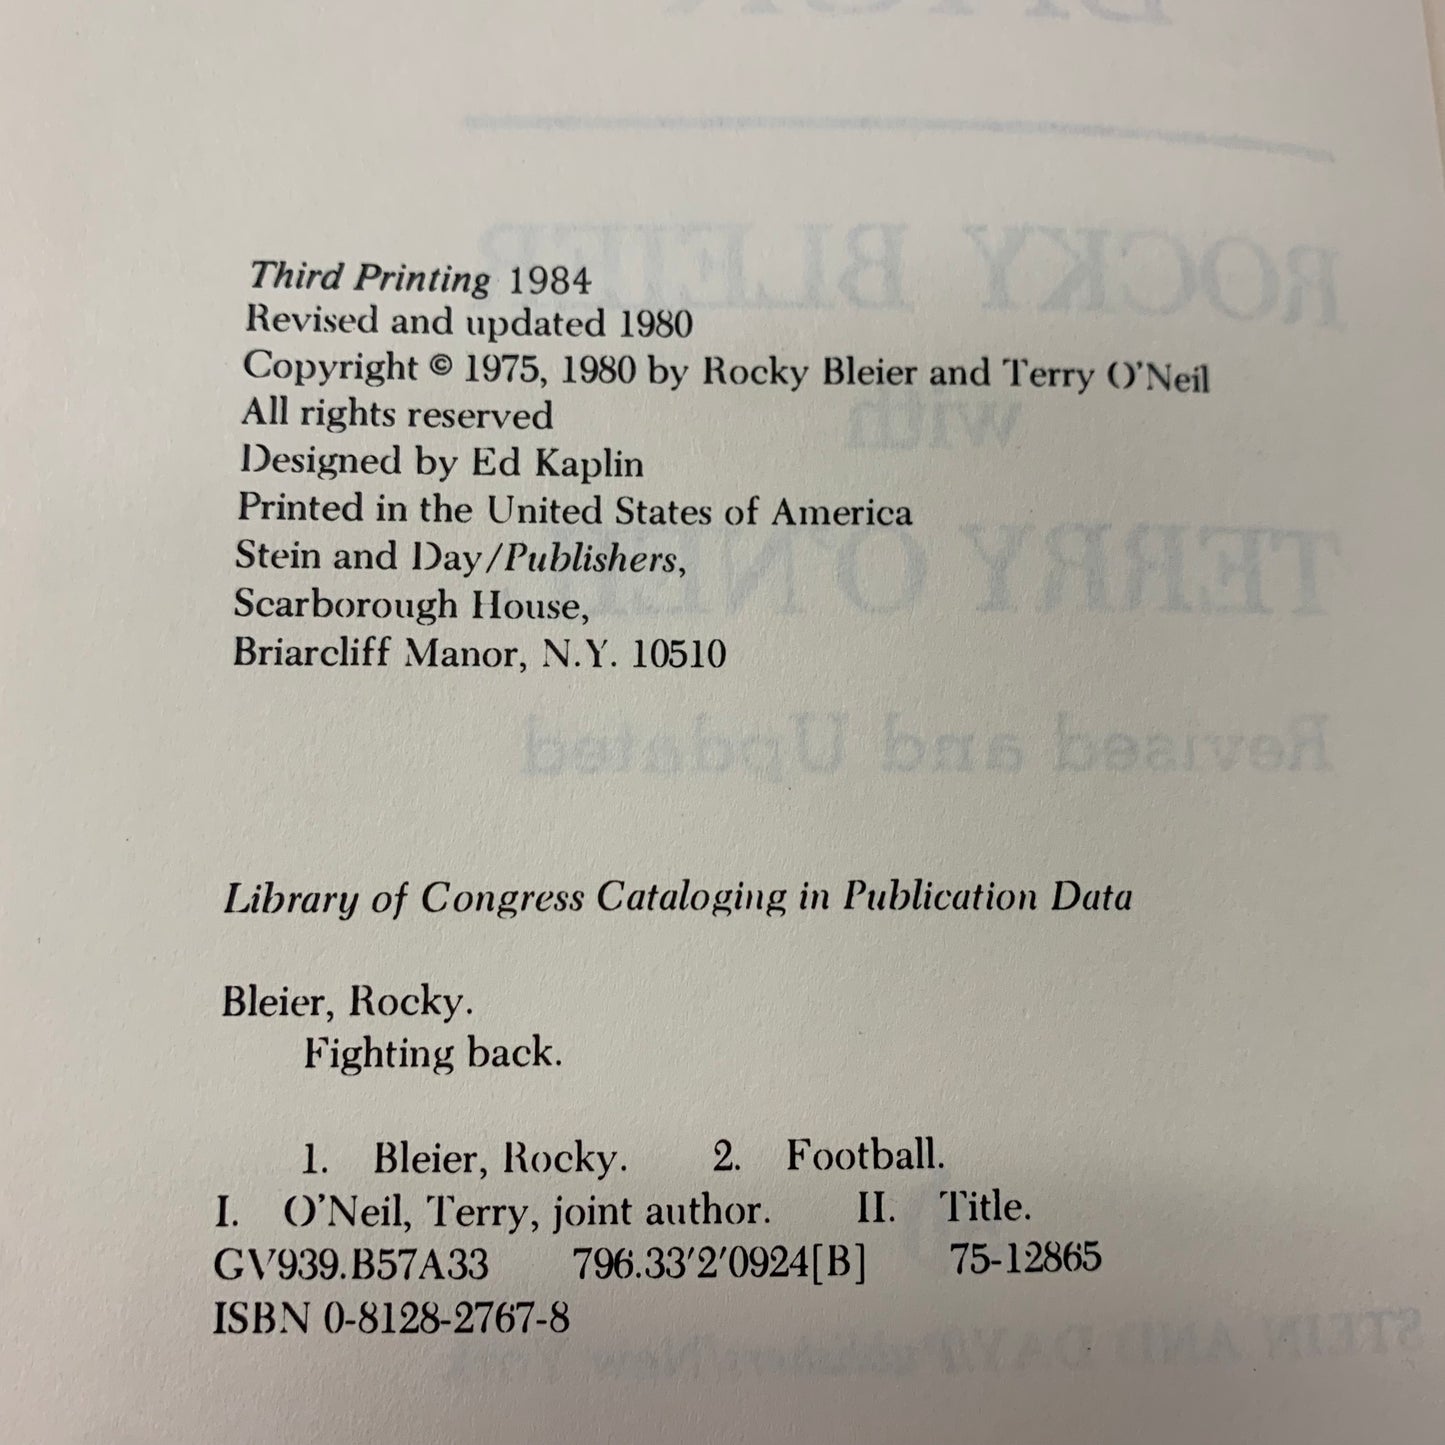 Third Printing 1984
Revised and updated 1980
Copyright © 1975, 1980 by Rocky Bleier and Terry O'Neil
All rights reserved
Designed by Ed Kaplin
Printed in the United States of America
Stein and Day/Publishers,
Scarborough House,
Briarcliff Manor, N.Y. 10510
Library of Congress Cataloging in Publication Data
Bleier, Rocky.
Fighting back.
1. Bleier, Rocky. 2. Football.
I. O'Neil, Terry, joint author. II. Title.
GV939.B57A33 796.33'2'0924[B] 75-12865
ISBN 0-8128-2767-8